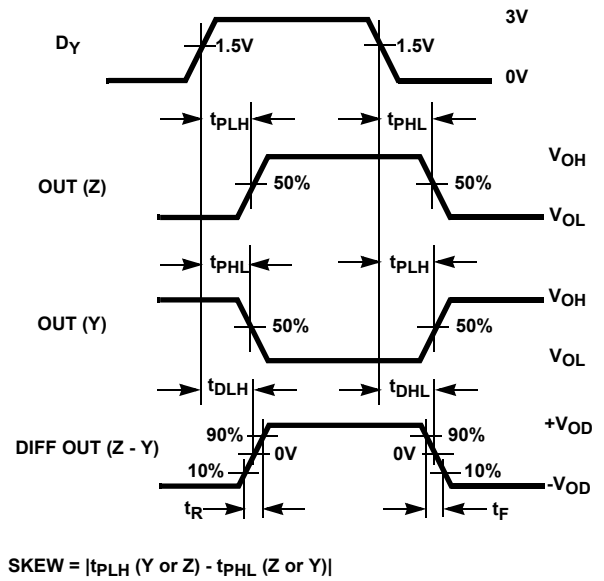 3V
DY
1.5V
1.5V
0V
tPLH
tPHL
VOH
OUT (Z)
50%
50%
VOL
tPHL
tPLH
VOH
OUT (Y)
50%
50%
VOL
tDLH
tDHL
+VOD
90%
90%
DIFF OUT (Z - Y)
0V
0V
10%
10%
-VOD
tR
tF
SKEW = |tPLH (Y or Z) - tPHL (Z or Y)|